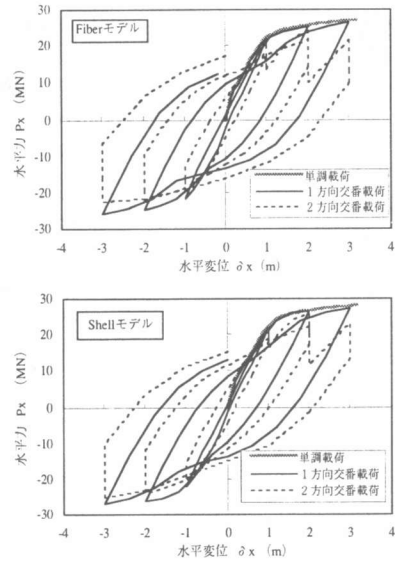 Fiberモデル
水平力 Px (MN)
30
20
10
0
-10
-20
-30
単調載荷
1方向交番載荷
2方向交番載荷
-4 -3 -2 -1 0 1 2 3 4
水平変位 δx (m)
Shellモデル
水平力 Px (MN)
30
20
10
0
-10
-20
-30
単調載荷
1方向交番載荷
2方向交番載荷
-4 -3 -2 -1 0 1 2 3 4
水平変位 δx (m)